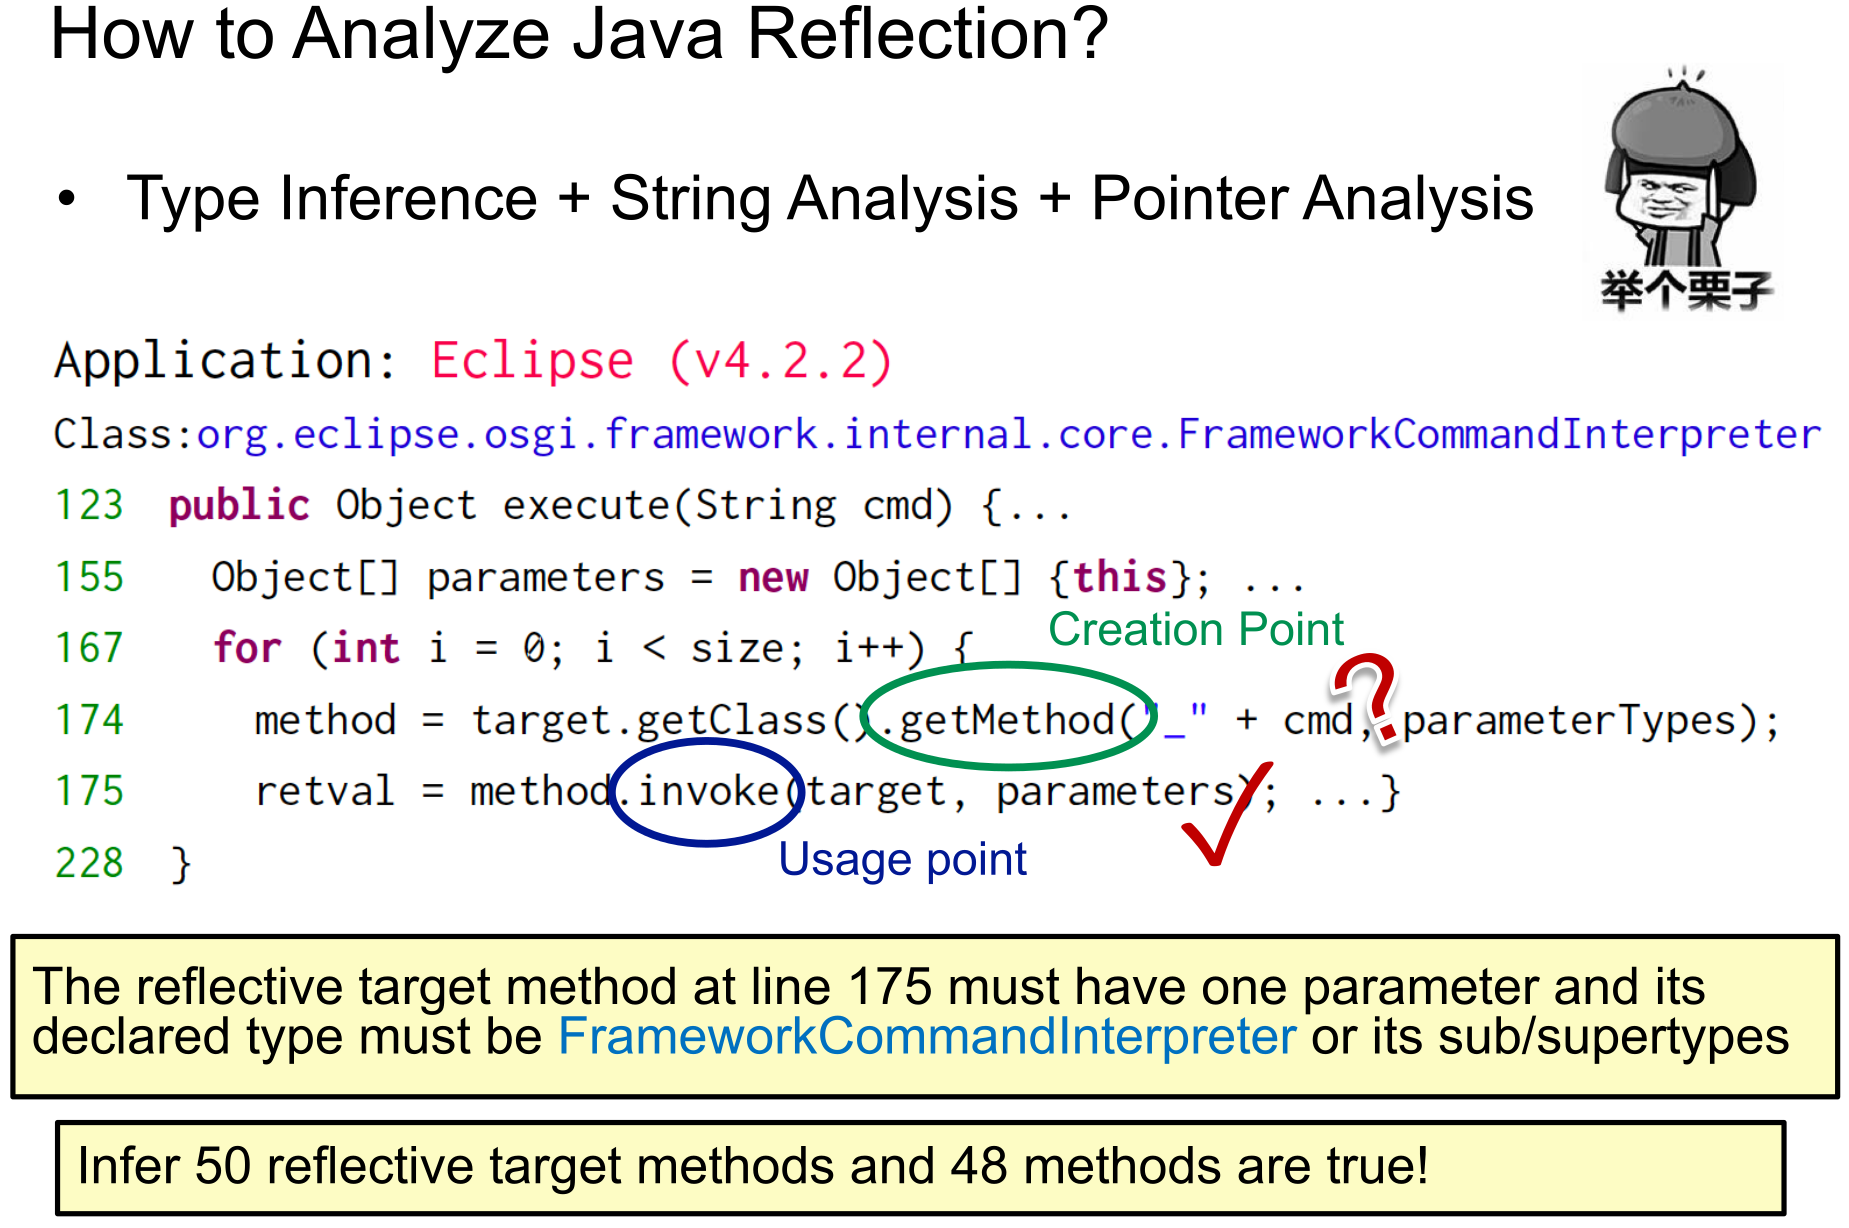 How to Analyze Java Reflection?
• Type Inference + String Analysis + Pointer Analysis
举个栗子
Application: Eclipse (v4.2.2)
Class:org.eclipse.osgi.framework.internal.core.FrameworkCommandInterpreter
123 public Object execute(String cmd) {...
155 Object[] parameters = new Object[] {this}; ...
Creation Point
167 for (int i = 0; i < size; i++) {
?
174 method = target.getClass().getMethod("_" + cmd, parameterTypes);
175 retval = method.invoke(target, parameters); ...}
Usage point
228 }
The reflective target method at line 175 must have one parameter and its
declared type must be FrameworkCommandInterpreter or its sub/supertypes
Infer 50 reflective target methods and 48 methods are true!